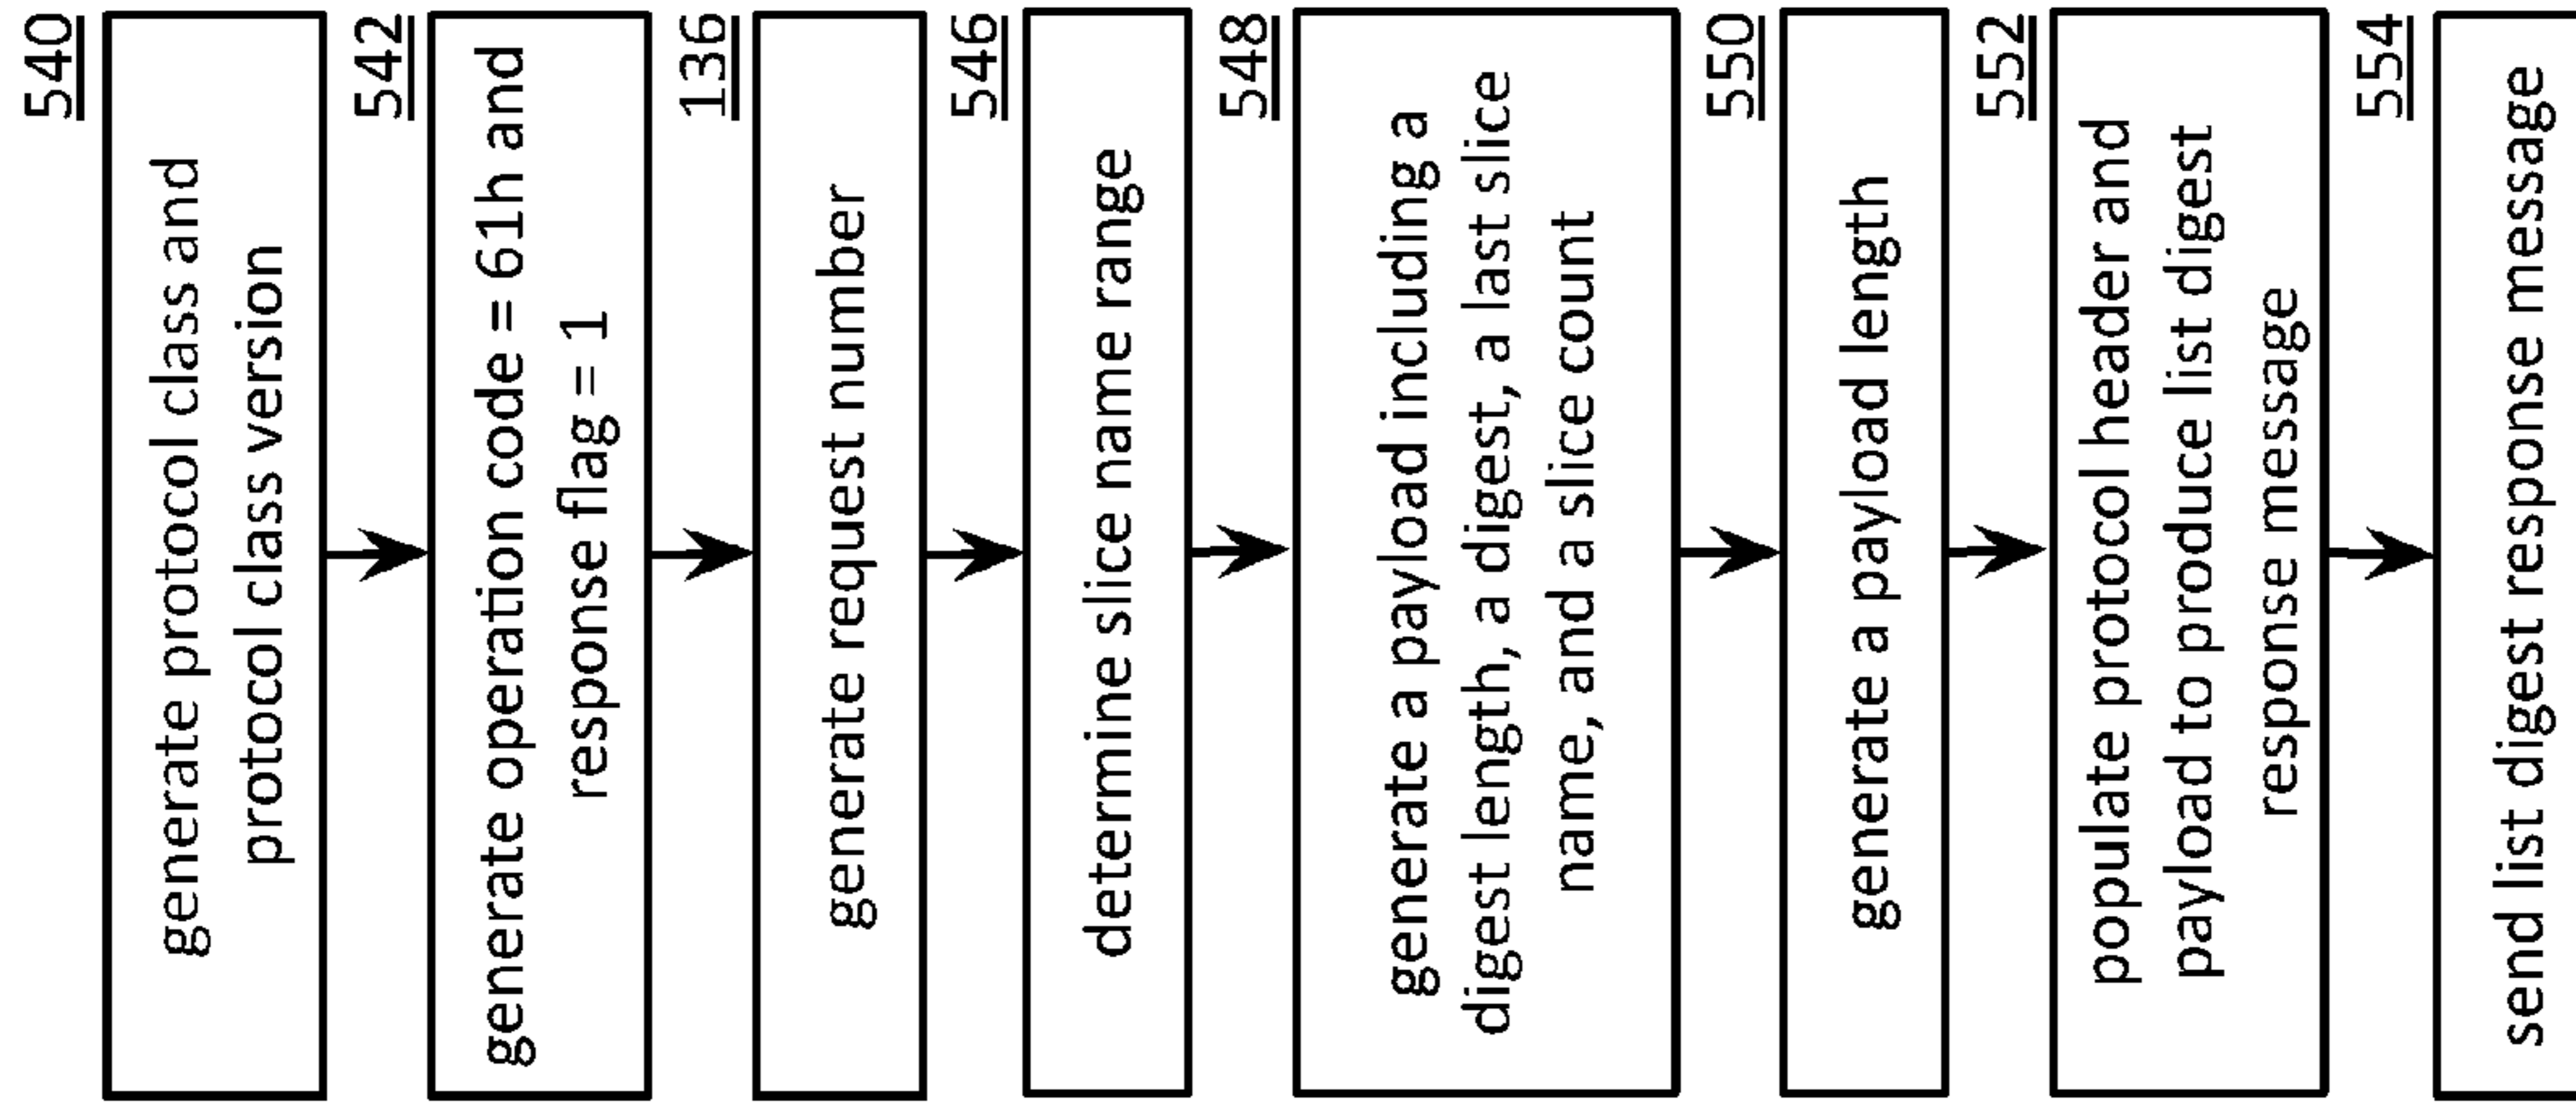 540
generate protocol class and
protocol class version
542
generate operation code = 61h and
response flag = 1
136
generate request number
546
determine slice name range
548
generate a payload including a
digest length, a digest, a last slice
name, and a slice count
550
generate a payload length
552
populate protocol header and
payload to produce list digest
response message
554
send list digest response message